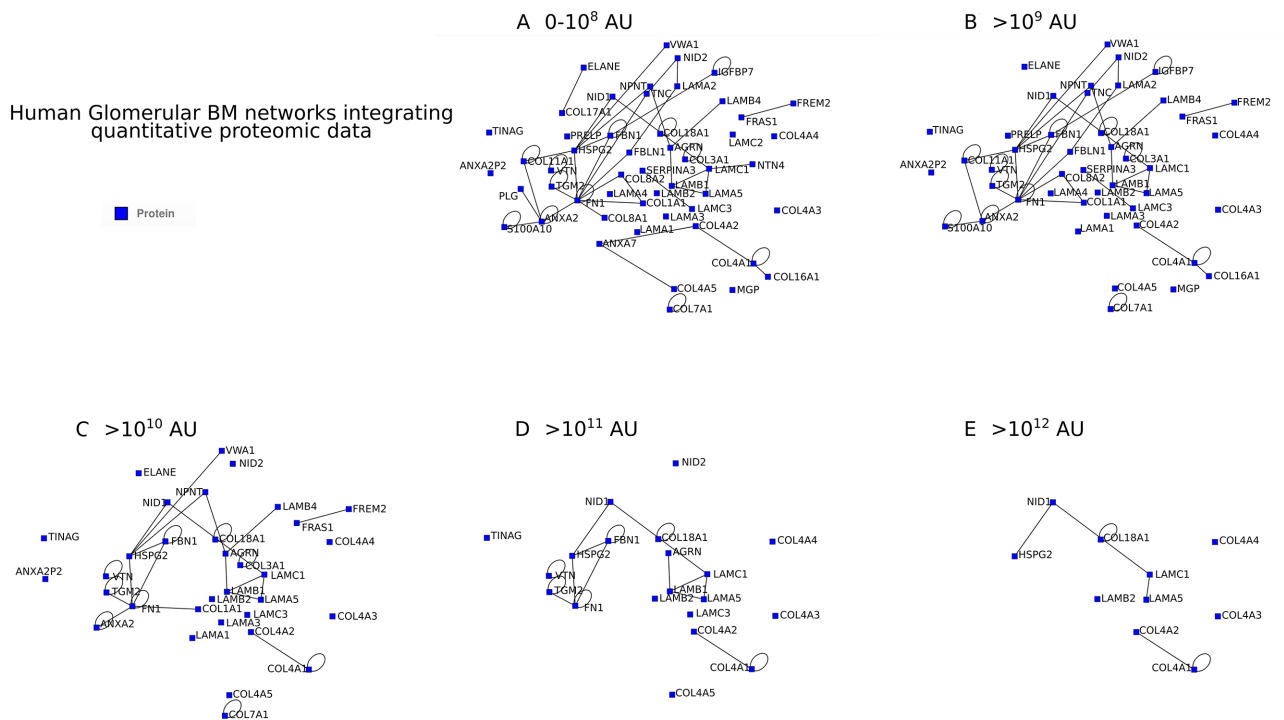 Human Glomerular BM networks integrating
quantitative proteomic data
Protein
A 0-10⁸ AU
VWA1
NID2
ELANE
IGFBP7
NPNT
LAMA2
TNC
NID1
LAMB4
FREM2
COL17A1
FRAS1
TINAG
PRELP
FBN1
COL18A1
COL4A4
LAMC2
HSPG2
FBLN1
AGRN
COL11A1
COL3A1
ANXA2P2
VTN
SERPINA3
LAMC1
NTN4
COL8A2
TGM2
LAMB1
PLG
LAMA4
LAMB2
LAMA5
FN1
COL1A1
LAMC3
COL4A3
ANXA2
COL8A1
LAMA3
S100A10
LAMA1
COL4A2
ANXA7
COL4A1
COL16A1
COL4A5
MGP
COL7A1
B >10⁹ AU
VWA1
NID2
ELANE
IGFBP7
NPNT
LAMA2
TNC
NID1
LAMB4
FREM2
FRAS1
TINAG
PRELP
FBN1
COL18A1
COL4A4
HSPG2
FBLN1
AGRN
COL11A1
COL3A1
ANXA2P2
VTN
SERPINA3
LAMC1
COL8A2
TGM2
LAMB1
LAMA4
LAMB2
LAMA5
FN1
COL1A1
LAMC3
COL4A3
ANXA2
LAMA3
S100A10
LAMA1
COL4A2
COL4A1
COL16A1
COL4A5
MGP
COL7A1
C >10¹⁰ AU
VWA1
NID2
ELANE
NPNT
NID1
LAMB4
FREM2
FRAS1
TINAG
FBN1
COL18A1
COL4A4
HSPG2
AGRN
COL3A1
ANXA2P2
VTN
LAMC1
TGM2
LAMB1
LAMB2
LAMA5
FN1
COL1A1
LAMC3
COL4A3
ANXA2
LAMA3
LAMA1
COL4A2
COL4A1
COL4A5
COL7A1
D >10¹¹ AU
NID2
NID1
TINAG
FBN1
COL18A1
COL4A4
HSPG2
AGRN
VTN
LAMC1
TGM2
LAMB1
LAMB2
LAMA5
FN1
LAMC3
COL4A3
COL4A2
COL4A1
COL4A5
E >10¹² AU
NID1
COL18A1
COL4A4
HSPG2
LAMC1
LAMB2
LAMA5
COL4A3
COL4A2
COL4A1